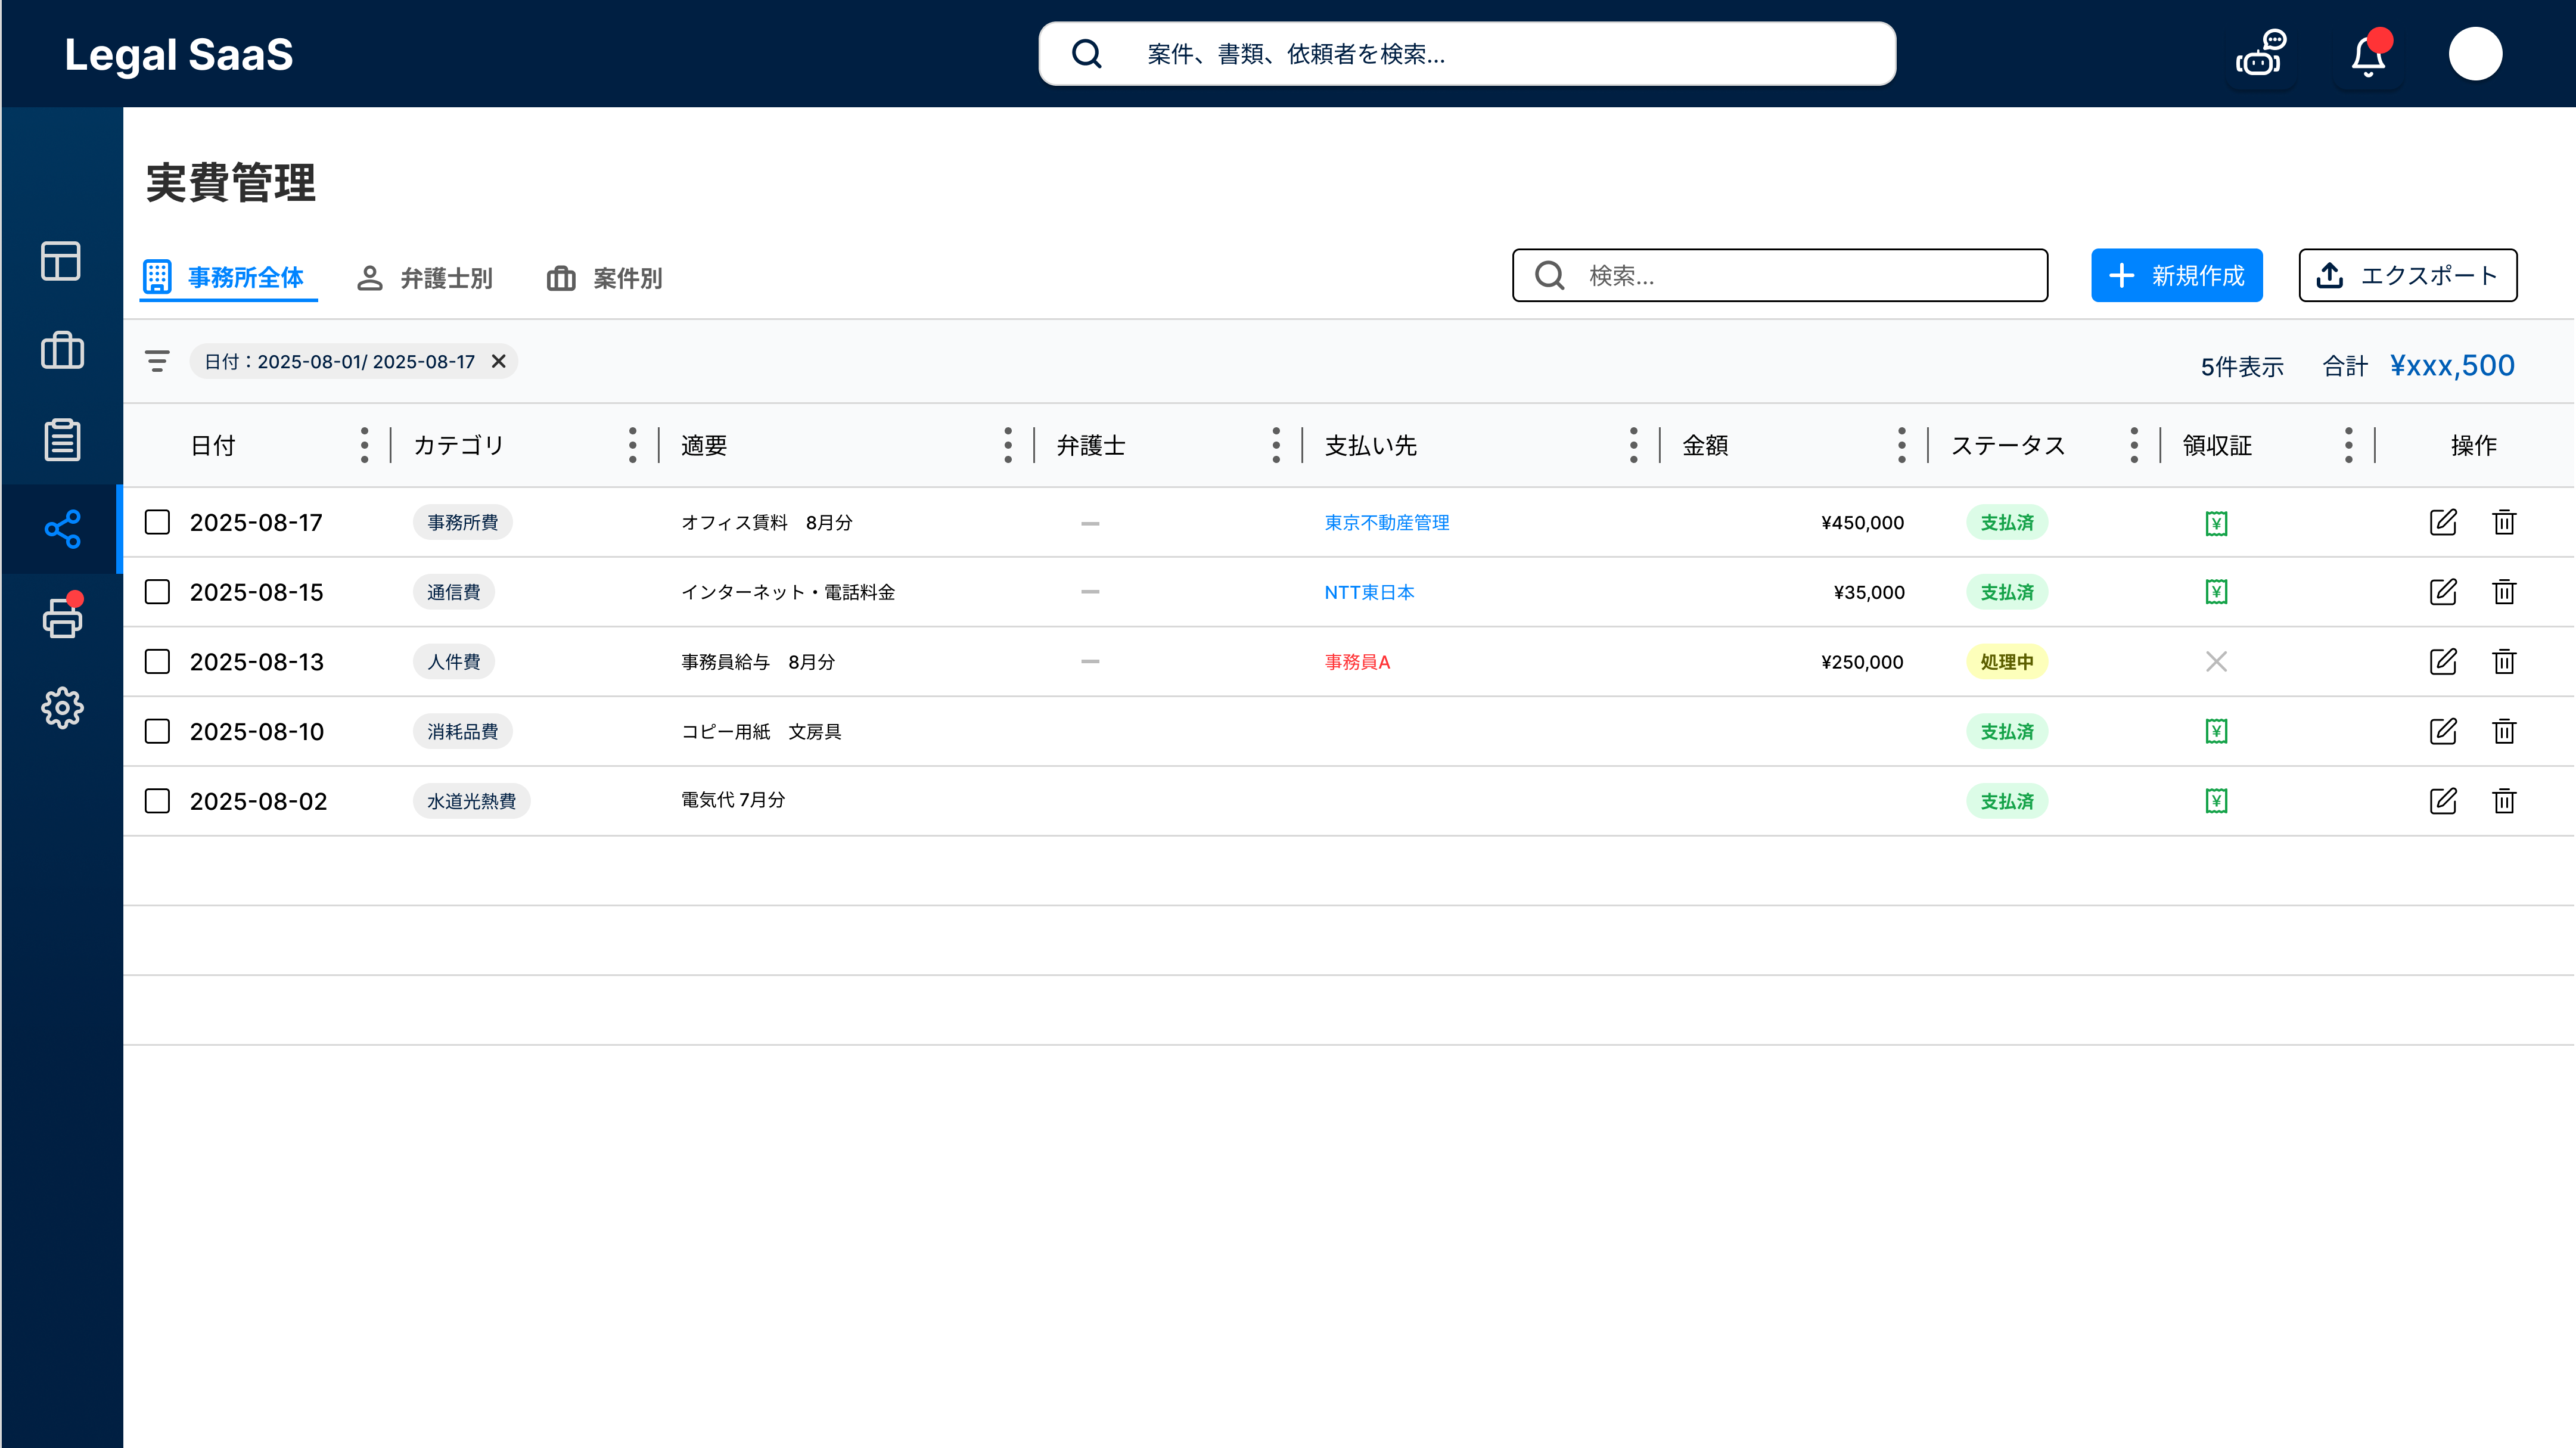 Legal SaaS
案件、書類、依頼者を検索...
実費管理
事務所全体 弁護士別 案件別 検索... 新規作成 エクスポート
日付：2025-08-01/ 2025-08-17 5件表示 合計 ¥xxx,500
日付 カテゴリ 適要 弁護士 支払い先 金額 ステータス 領収証 操作
2025-08-17 事務所費 オフィス賃料　8月分 — 東京不動産管理 ¥450,000 支払済
2025-08-15 通信費 インターネット・電話料金 — NTT東日本 ¥35,000 支払済
2025-08-13 人件費 事務員給与　8月分 — 事務員A ¥250,000 処理中
2025-08-10 消耗品費 コピー用紙　文房具 支払済
2025-08-02 水道光熱費 電気代 7月分 支払済